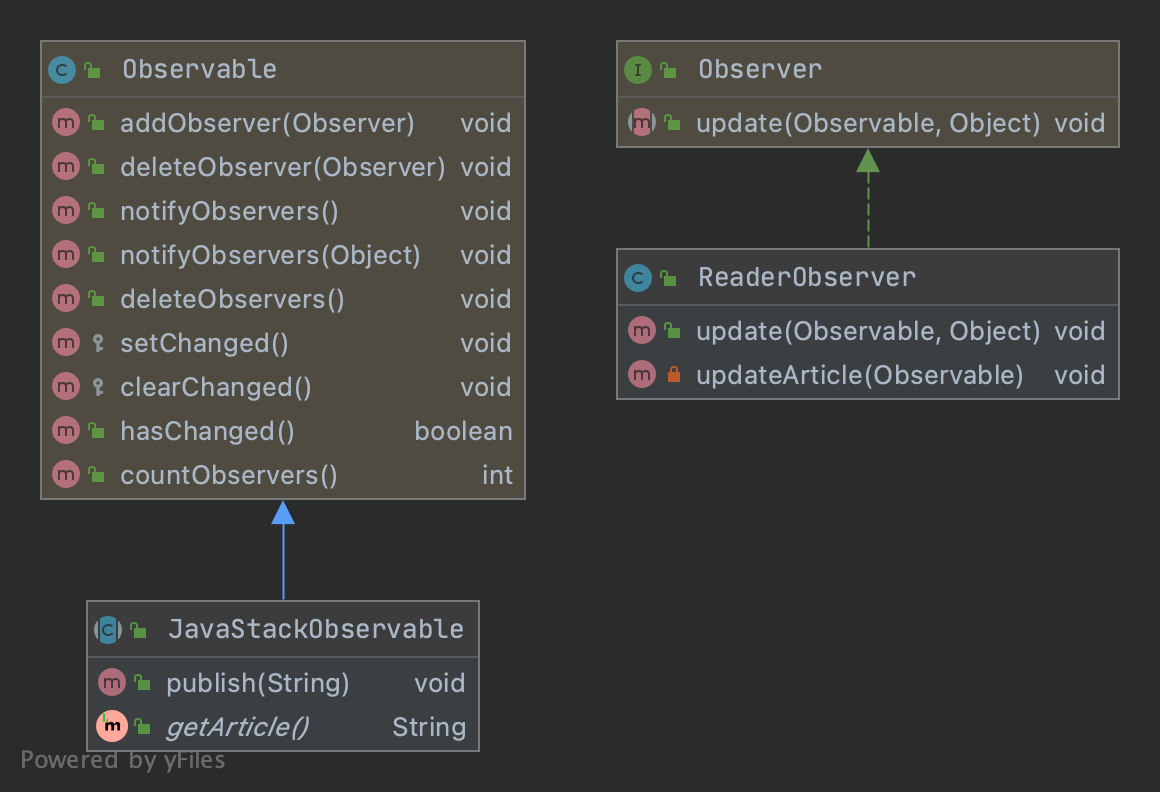 Observable
addObserver(Observer) void
deleteObserver(Observer) void
notifyObservers() void
notifyObservers(Object) void
deleteObservers() void
setChanged() void
clearChanged() void
hasChanged() boolean
countObservers() int
Observer
update(Observable, Object) void
ReaderObserver
update(Observable, Object) void
updateArticle(Observable) void
JavaStackObservable
publish(String) void
getArticle() String
Powered by yFiles